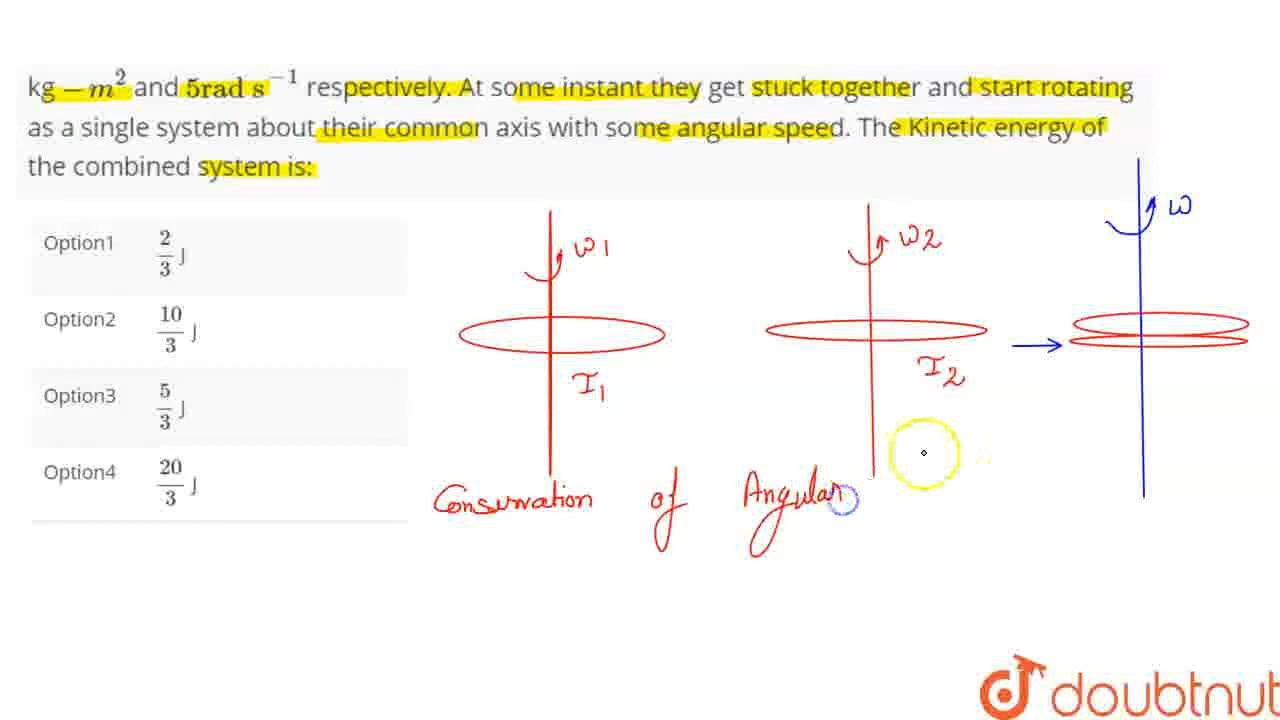 kg − m² and 5rad s⁻¹ respectively. At some instant they get stuck together and start rotating
as a single system about their common axis with some angular speed. The Kinetic energy of
the combined system is:
Option1 2/3 J
Option2 10/3 J
Option3 5/3 J
Option4 20/3 J
ω1
ω2
ω
I1
I2
Conservation of Angular
doubtnut